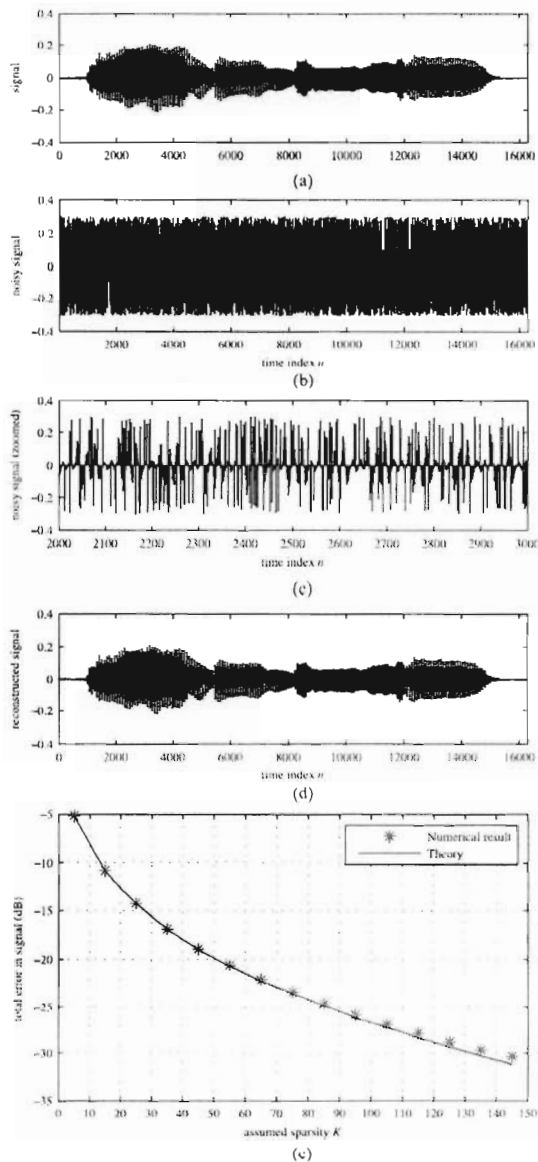 0.4
0.2
0
−0.2
−0.4
signal
0 2000 4000 6000 8000 10000 12000 14000 16000
(a)
0.4
0.2
0
−0.2
−0.4
noisy signal
2000 4000 6000 8000 10000 12000 14000 16000
time index n
(b)
0.4
0.2
0
−0.2
−0.4
noisy signal (zoomed)
2000 2100 2200 2300 2400 2500 2600 2700 2800 2900 3000
time index n
(c)
0.4
0.2
0
−0.2
−0.4
reconstructed signal
0 2000 4000 6000 8000 10000 12000 14000 16000
time index n
(d)
−5
−10
−15
−20
−25
−30
−35
total error in signal (dB)
Numerical result
Theory
0 10 20 30 40 50 60 70 80 90 100 110 120 130 140 150
assumed sparsity K
(e)